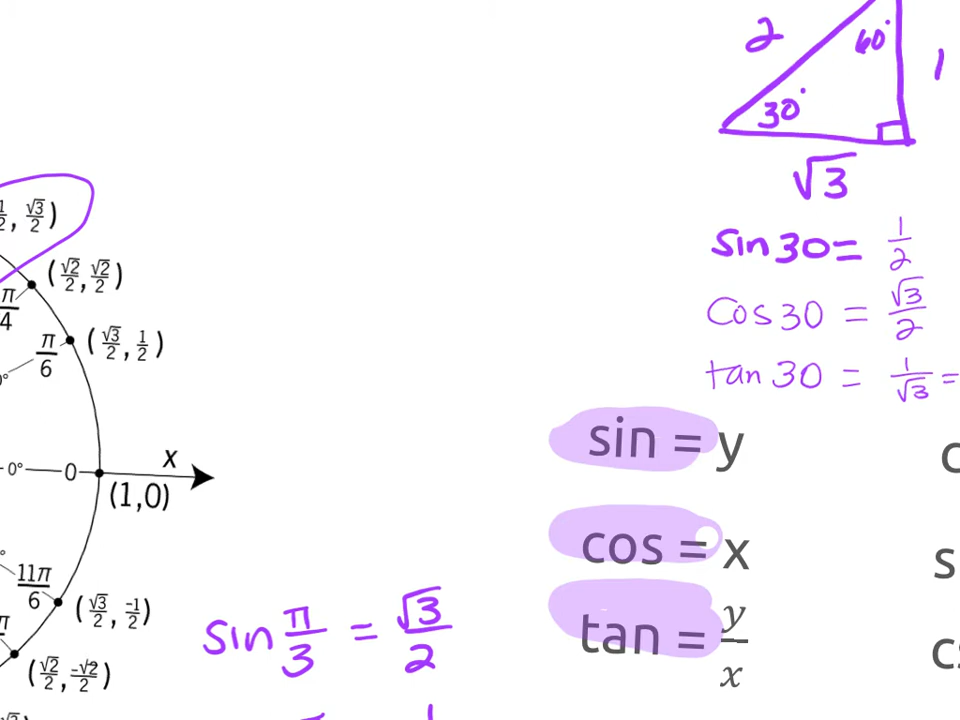 2
60°
30°
1
√3
1/2, √3/2)
(√2/2, √2/2)
π/4
(√3/2, 1/2)
π/6
sin 30 = 1/2
Cos 30 = √3/2
tan 30 = 1/√3 =
sin = y
cos = x
tan = y/x
0° 0
x
(1,0)
11π/6
(√3/2, -1/2)
(√2/2, -√2/2)
sin π/3 = √3/2